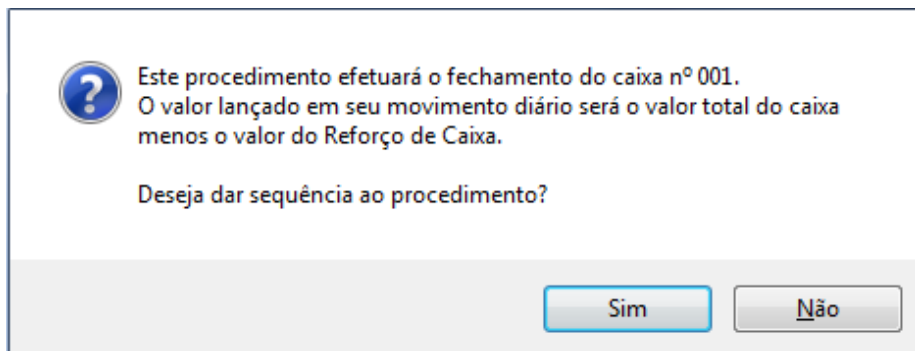 Este procedimento efetuará o fechamento do caixa nº 001.
O valor lançado em seu movimento diário será o valor total do caixa
menos o valor do Reforço de Caixa.
Deseja dar sequência ao procedimento?
Sim
Não